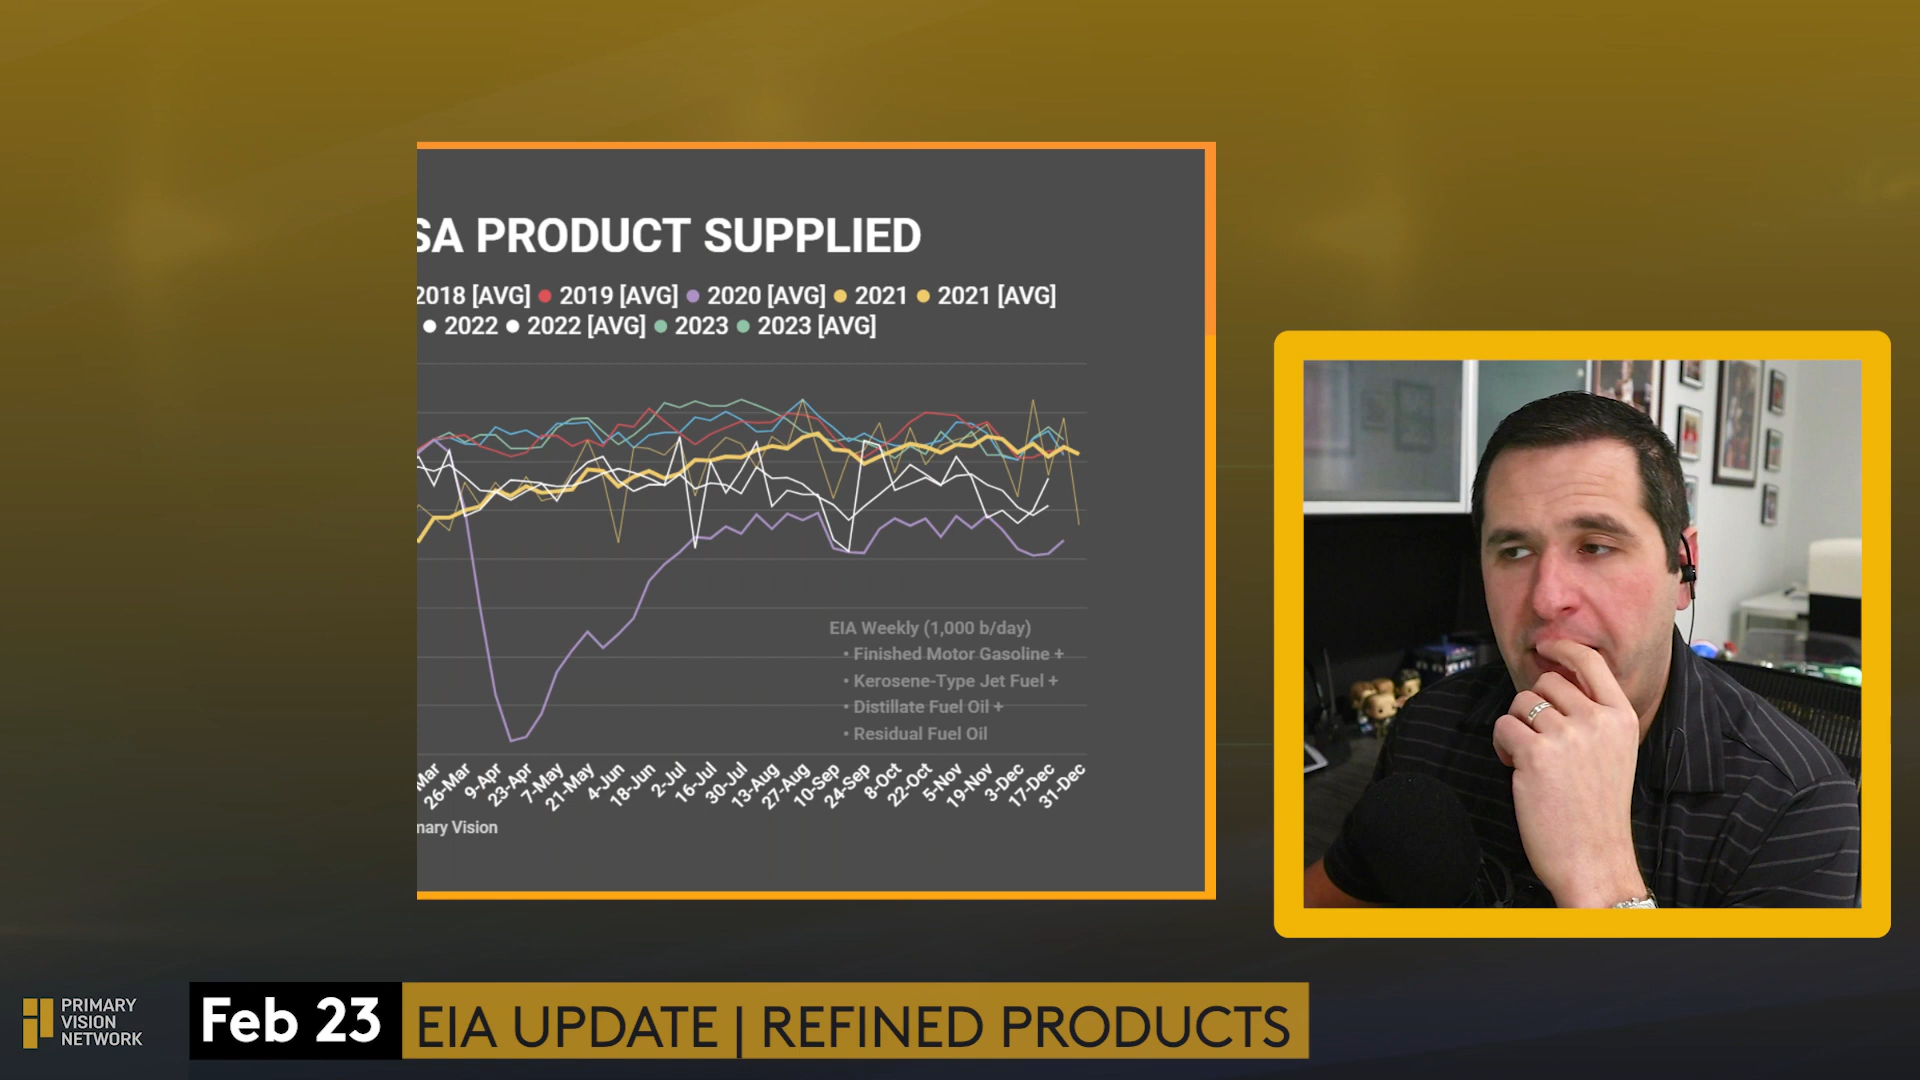 SA PRODUCT SUPPLIED
2018 [AVG] 2019 [AVG] 2020 [AVG] 2021 2021 [AVG]
2022 2022 [AVG] 2023 2023 [AVG]
EIA Weekly (1,000 b/day)
• Finished Motor Gasoline +
• Kerosene-Type Jet Fuel +
• Distillate Fuel Oil +
• Residual Fuel Oil
Mar 26-Mar 9-Apr 23-Apr 7-May 21-May 4-Jun 18-Jun 2-Jul 16-Jul 30-Jul 13-Aug 27-Aug 10-Sep 24-Sep 8-Oct 22-Oct 5-Nov 19-Nov 3-Dec 17-Dec 31-Dec
mary Vision
PRIMARY
VISION
NETWORK
Feb 23 EIA UPDATE | REFINED PRODUCTS